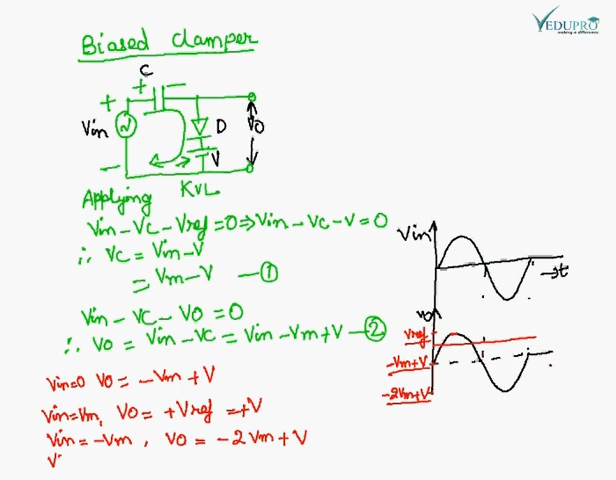 VEDUPRO
making a difference
Biased clamper
C
+ −
+
Vin
D
VO
V
−
Applying KVL
Vin − VC − Vref = 0 ⇒ Vin − VC − V = 0
∴ VC = Vin − V
= Vm − V — ①
Vin − VC − VO = 0
∴ VO = Vin − VC = Vin − Vm + V — ②
Vin=0 VO = −Vm + V
Vin=Vm, VO = +Vref = +V
Vin = −Vm, VO = −2Vm + V
V
Vin
→t
VO
Vref
−Vm+V
−2Vm+V